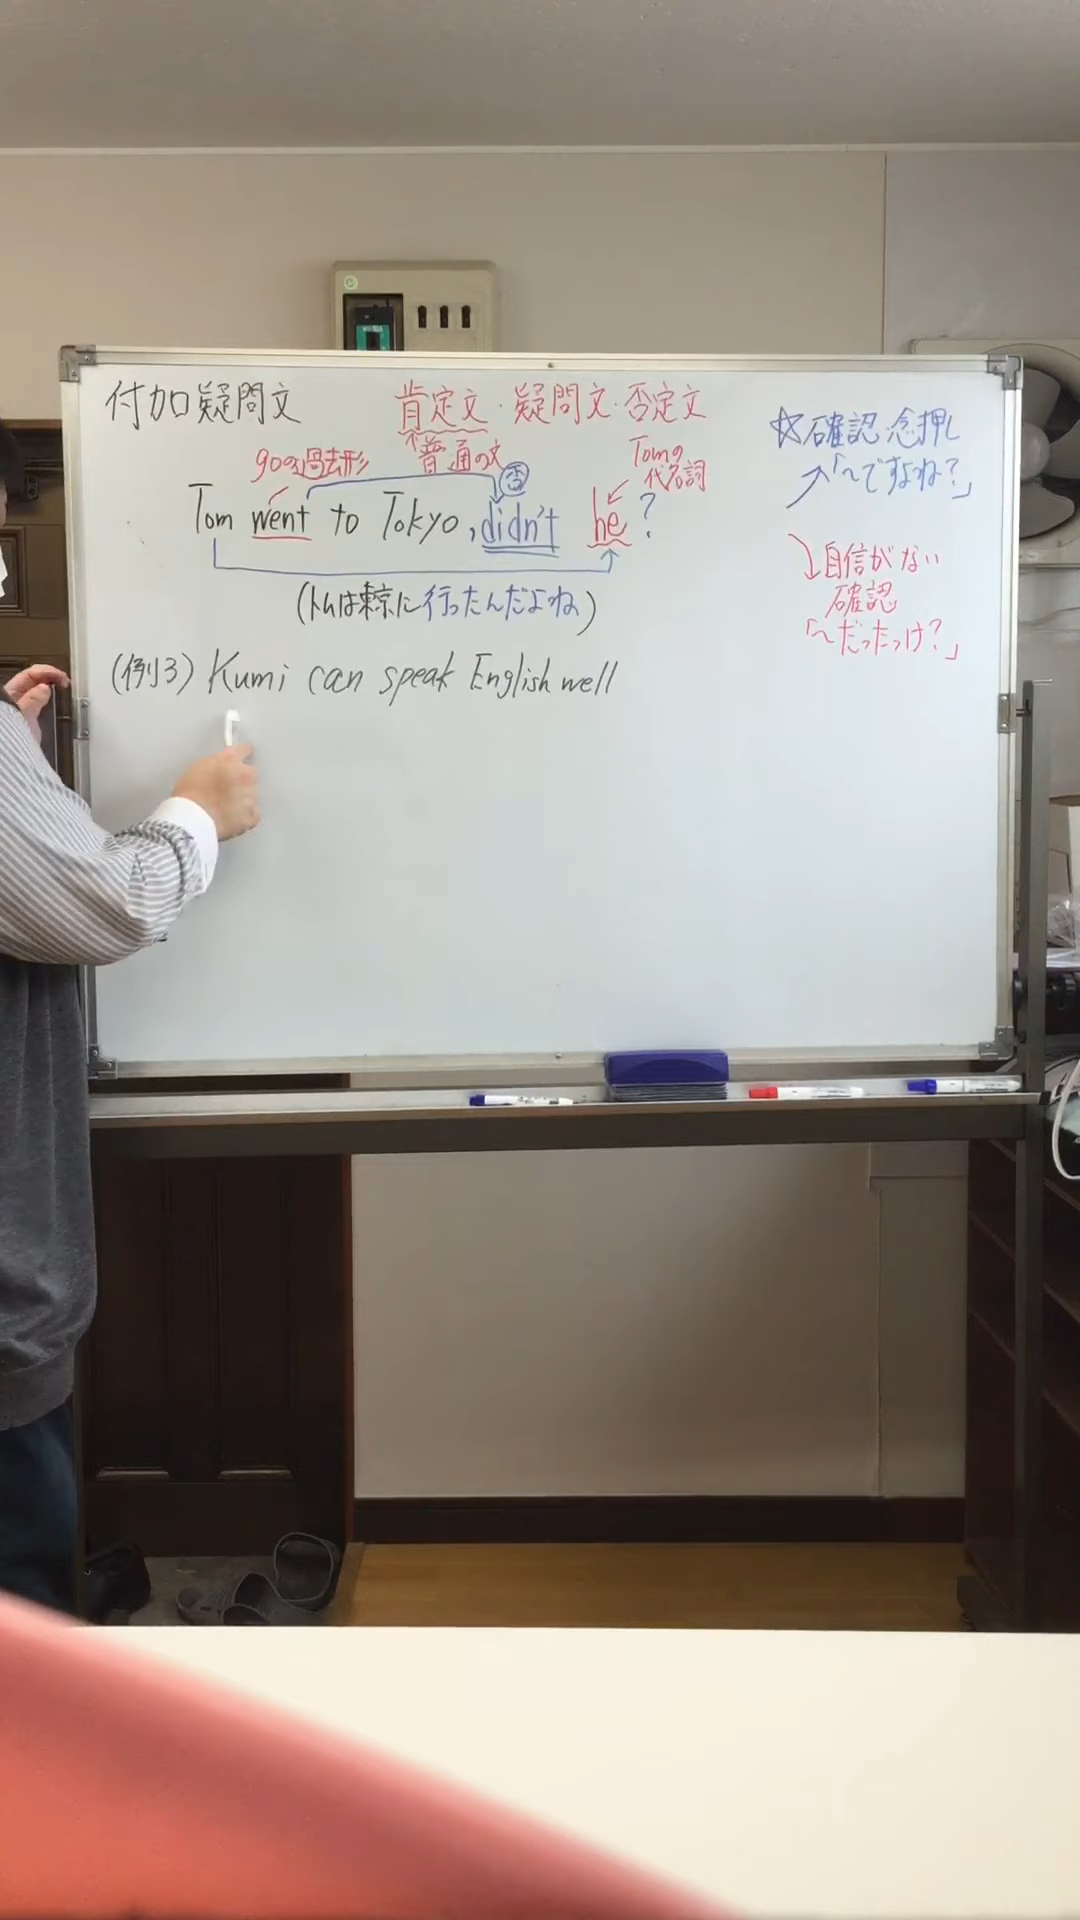 付加疑問文
肯定文・疑問文・否定文
普通の文
goの過去形
否
Tomの
代名詞
Tom went to Tokyo, didn't he?
(トムは東京に行ったんだよね)
(例3) Kumi can speak English well
☆確認・念押し
↗「〜ですよね?」
↘自信がない
確認
「〜だったっけ?」